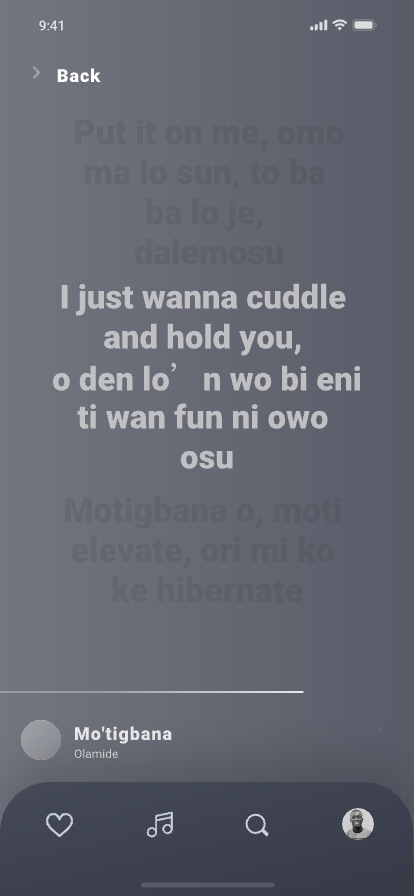 9:41
Back
Put it on me, omo
ma lo sun, to ba
ba lo je,
dalemosu
I just wanna cuddle
and hold you,
o den lo’ n wo bi eni
ti wan fun ni owo
osu
Motigbana o, moti
elevate, ori mi ko
ke hibernate
Mo'tigbana
Olamide